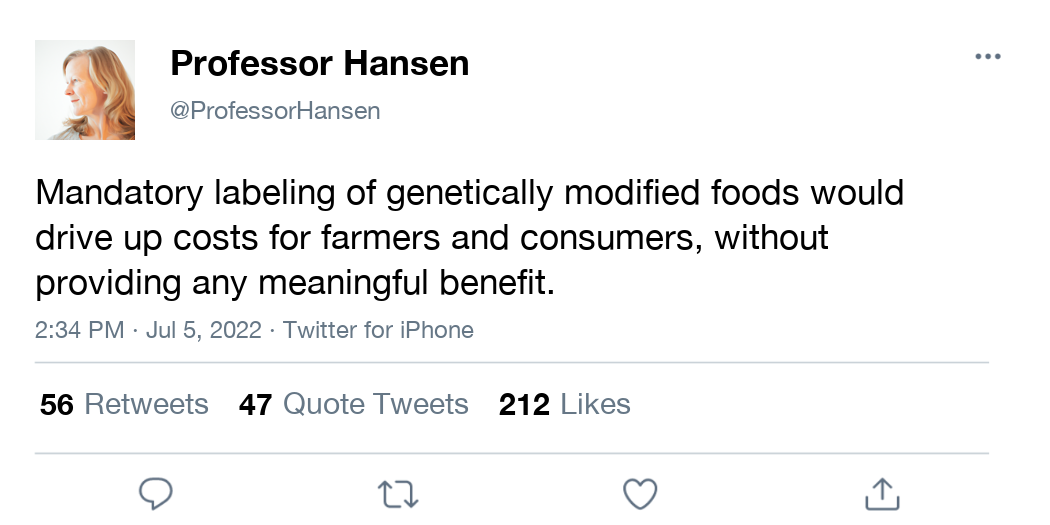 Professor Hansen
@ProfessorHansen
Mandatory labeling of genetically modified foods would
drive up costs for farmers and consumers, without
providing any meaningful benefit.
2:34 PM · Jul 5, 2022 · Twitter for iPhone
56 Retweets 47 Quote Tweets 212 Likes